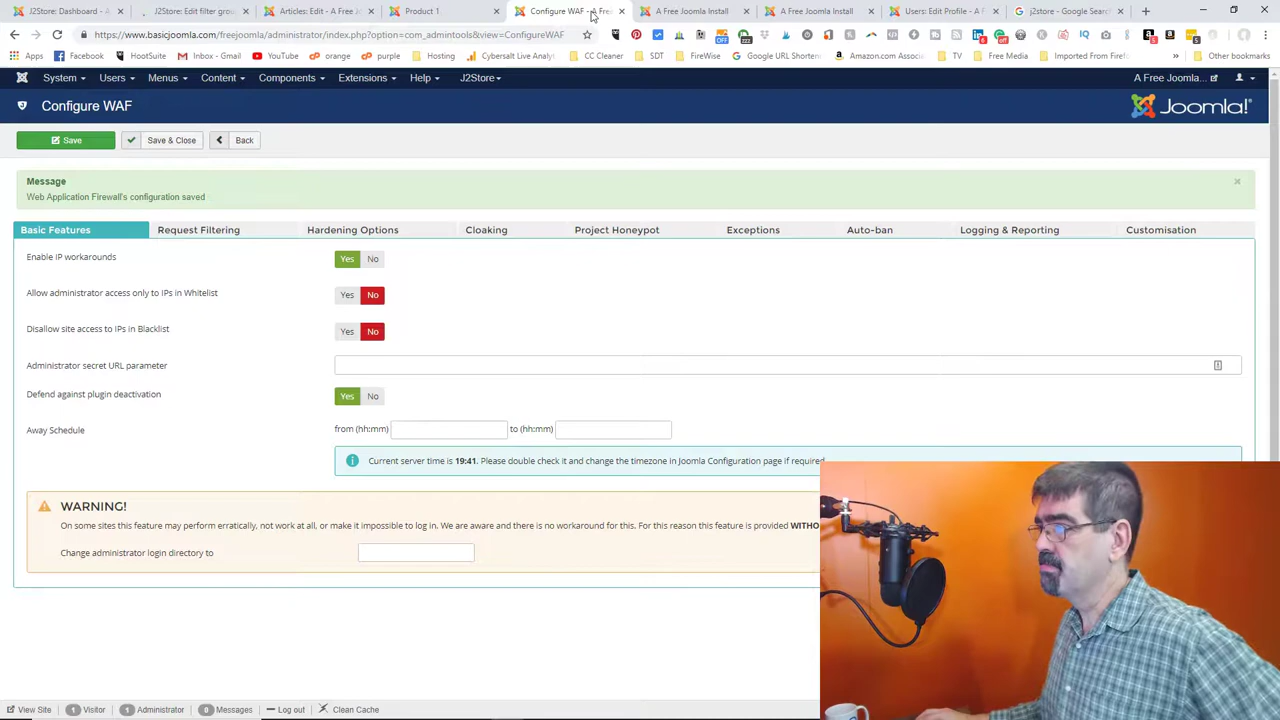 J2Store: Dashboard - A
J2Store: Edit filter grou
Articles: Edit - A Free J
Product 1
Configure WAF - A Free
A Free Joomla Install
A Free Joomla Install
Users: Edit Profile - A F
j2store - Google Search
https://www.basicjoomla.com/freejoomla/administrator/index.php?option=com_admintools&view=ConfigureWAF
Bookmarks
Hosting
Inbox - Gmail
YouTube
orange
purple
Hosting
Cybersalt Live Analyt
CC Cleaner
Google URL Shorten
Amazon.com Associ
TV
Free Media
FireWise
Imported From Firefo
Other bookmarks
System
Users
Menus
Content
Components
Extensions
Help
J2Store
A Free Joomla...
Configure WAF
Joomla!
Save
Save & Close
Back
Message
Web Application Firewall's configuration saved
Basic Features
Request Filtering
Hardening Options
Cloaking
Project Honeypot
Exceptions
Auto-ban
Logging & Reporting
Customisation
Enable IP workarounds
Yes No
Allow administrator access only to IPs in Whitelist
Yes No
Disallow site access to IPs in Blacklist
Yes No
Administrator secret URL parameter
Defend against plugin deactivation
Yes No
Away Schedule
from (hh:mm) to (hh:mm)
Current server time is 19:41. Please double check it and change the timezone in Joomla Configuration page if required.
WARNING!
On some sites this feature may perform erratically, not work at all, or make it impossible to log in. We are aware and there is no workaround for this. For this reason this feature is provided WITHO
Change administrator login directory to
View Site
1 Visitor
1 Administrator
0 Messages
Log out
Clean Cache